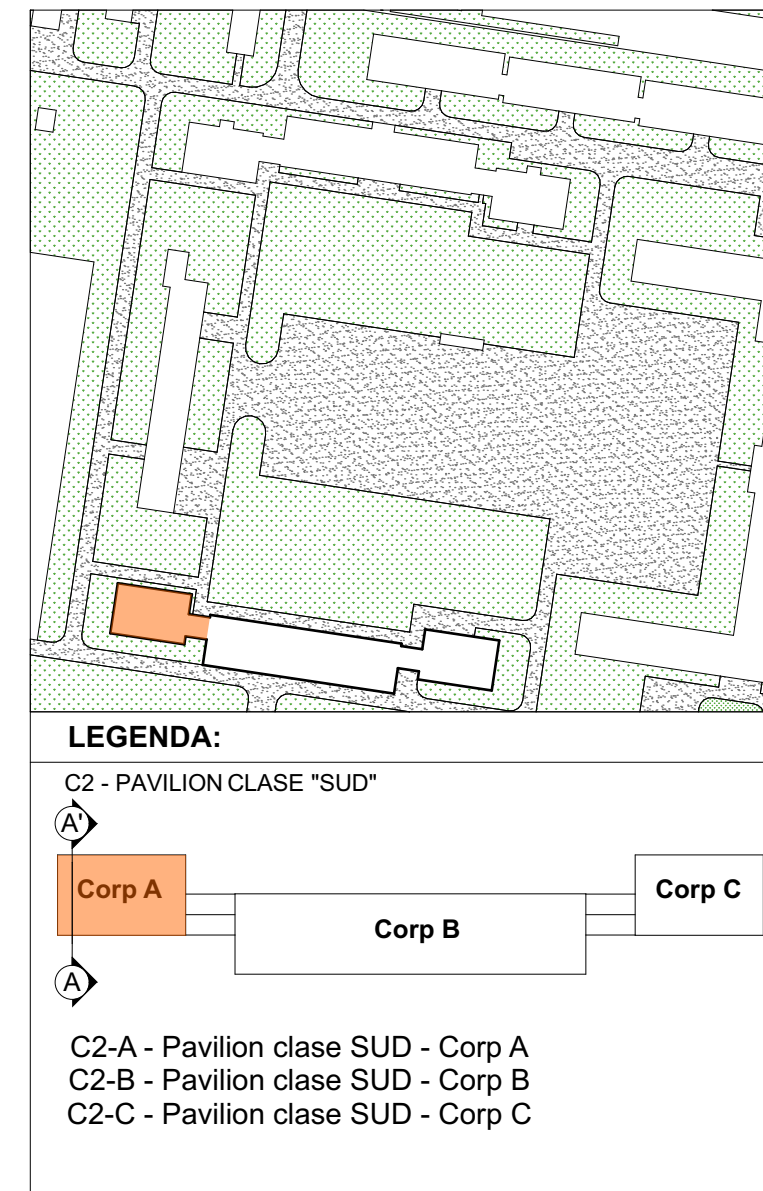 LEGENDA:
C2 - PAVILION CLASE "SUD"
A'
Corp A
Corp B
Corp C
A
C2-A - Pavilion clase SUD - Corp A
C2-B - Pavilion clase SUD - Corp B
C2-C - Pavilion clase SUD - Corp C